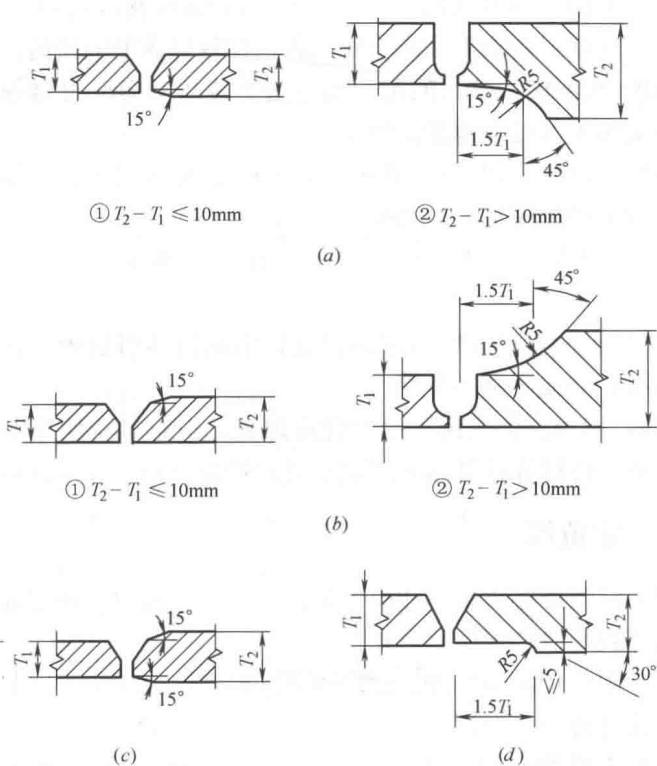 T₁
T₂
15°
① T₂－T₁ ≤10mm
T₁
15°
R5
1.5T₁
45°
T₂
② T₂－T₁＞10mm
(a)
T₁
15°
T₂
① T₂－T₁ ≤10mm
1.5T₁
45°
R5
15°
T₁
T₂
② T₂－T₁＞10mm
(b)
T₁
15°
15°
T₂
(c)
T₁
T₂
R5
≤5
30°
1.5T₁
(d)